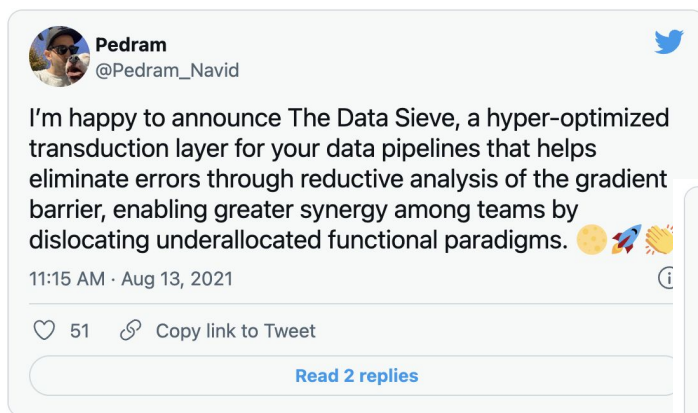 Pedram
@Pedram_Navid
I’m happy to announce The Data Sieve, a hyper-optimized
transduction layer for your data pipelines that helps
eliminate errors through reductive analysis of the gradient
barrier, enabling greater synergy among teams by
dislocating underallocated functional paradigms. 🌕🚀👏
11:15 AM · Aug 13, 2021
51 Copy link to Tweet
Read 2 replies